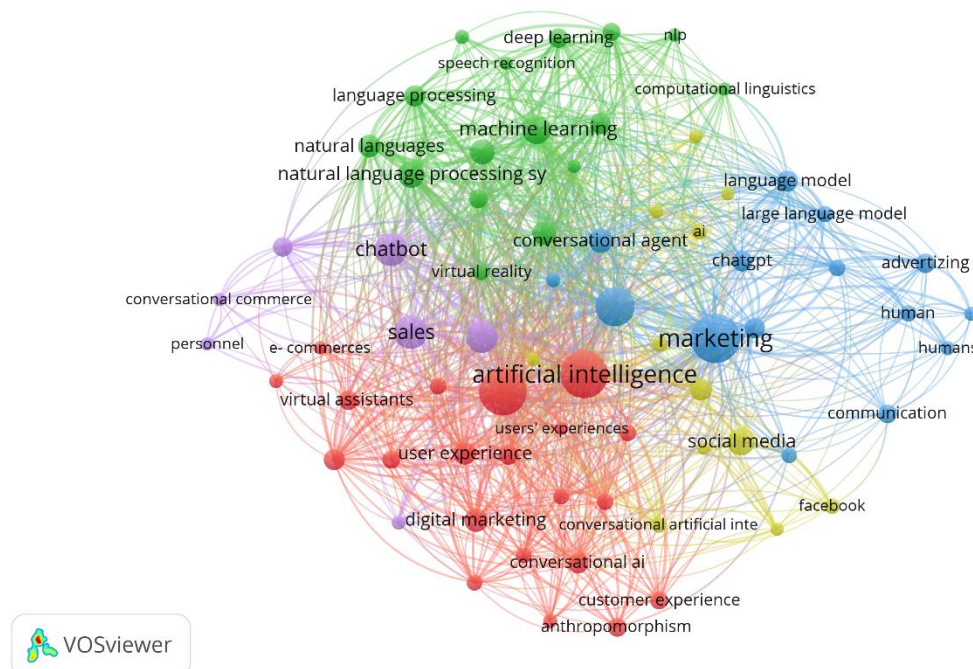 deep learning
nlp
speech recognition
computational linguistics
language processing
machine learning
natural languages
natural language processing sy
language model
large language model
ai
conversational agent
chatbot
chatgpt
advertizing
virtual reality
conversational commerce
human
sales
marketing
personnel
e- commerces
humans
artificial intelligence
virtual assistants
communication
users' experiences
social media
user experience
facebook
digital marketing
conversational artificial inte
conversational ai
customer experience
anthropomorphism
VOSviewer